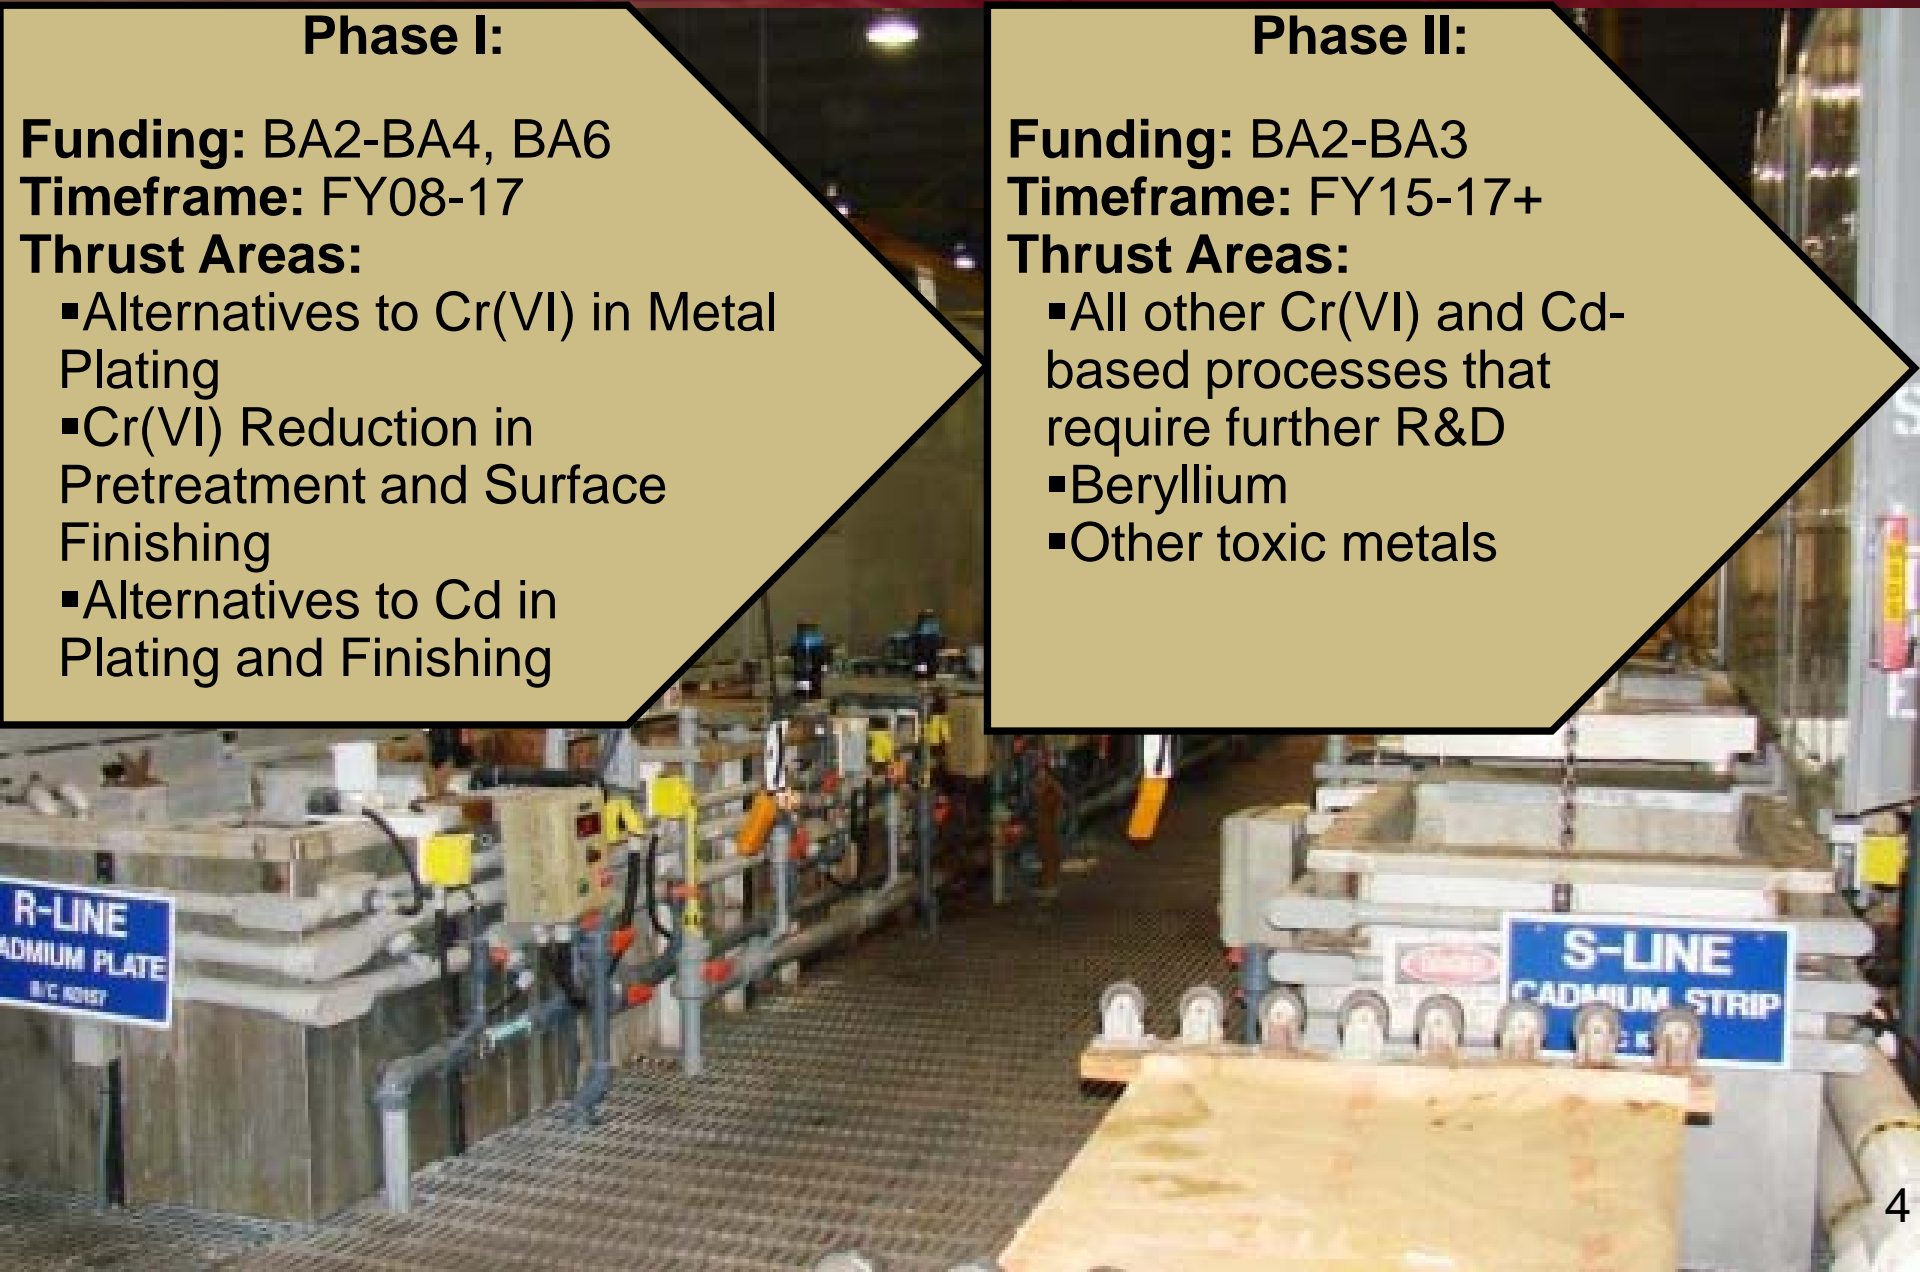 Phase I:
Funding: BA2-BA4, BA6
Timeframe: FY08-17
Thrust Areas:
▪Alternatives to Cr(VI) in Metal
Plating
▪Cr(VI) Reduction in
Pretreatment and Surface
Finishing
▪Alternatives to Cd in
Plating and Finishing
Phase II:
Funding: BA2-BA3
Timeframe: FY15-17+
Thrust Areas:
▪All other Cr(VI) and Cd-
based processes that
require further R&D
▪Beryllium
▪Other toxic metals
R-LINE
ADMIUM PLATE
S-LINE
CADMIUM STRIP
4